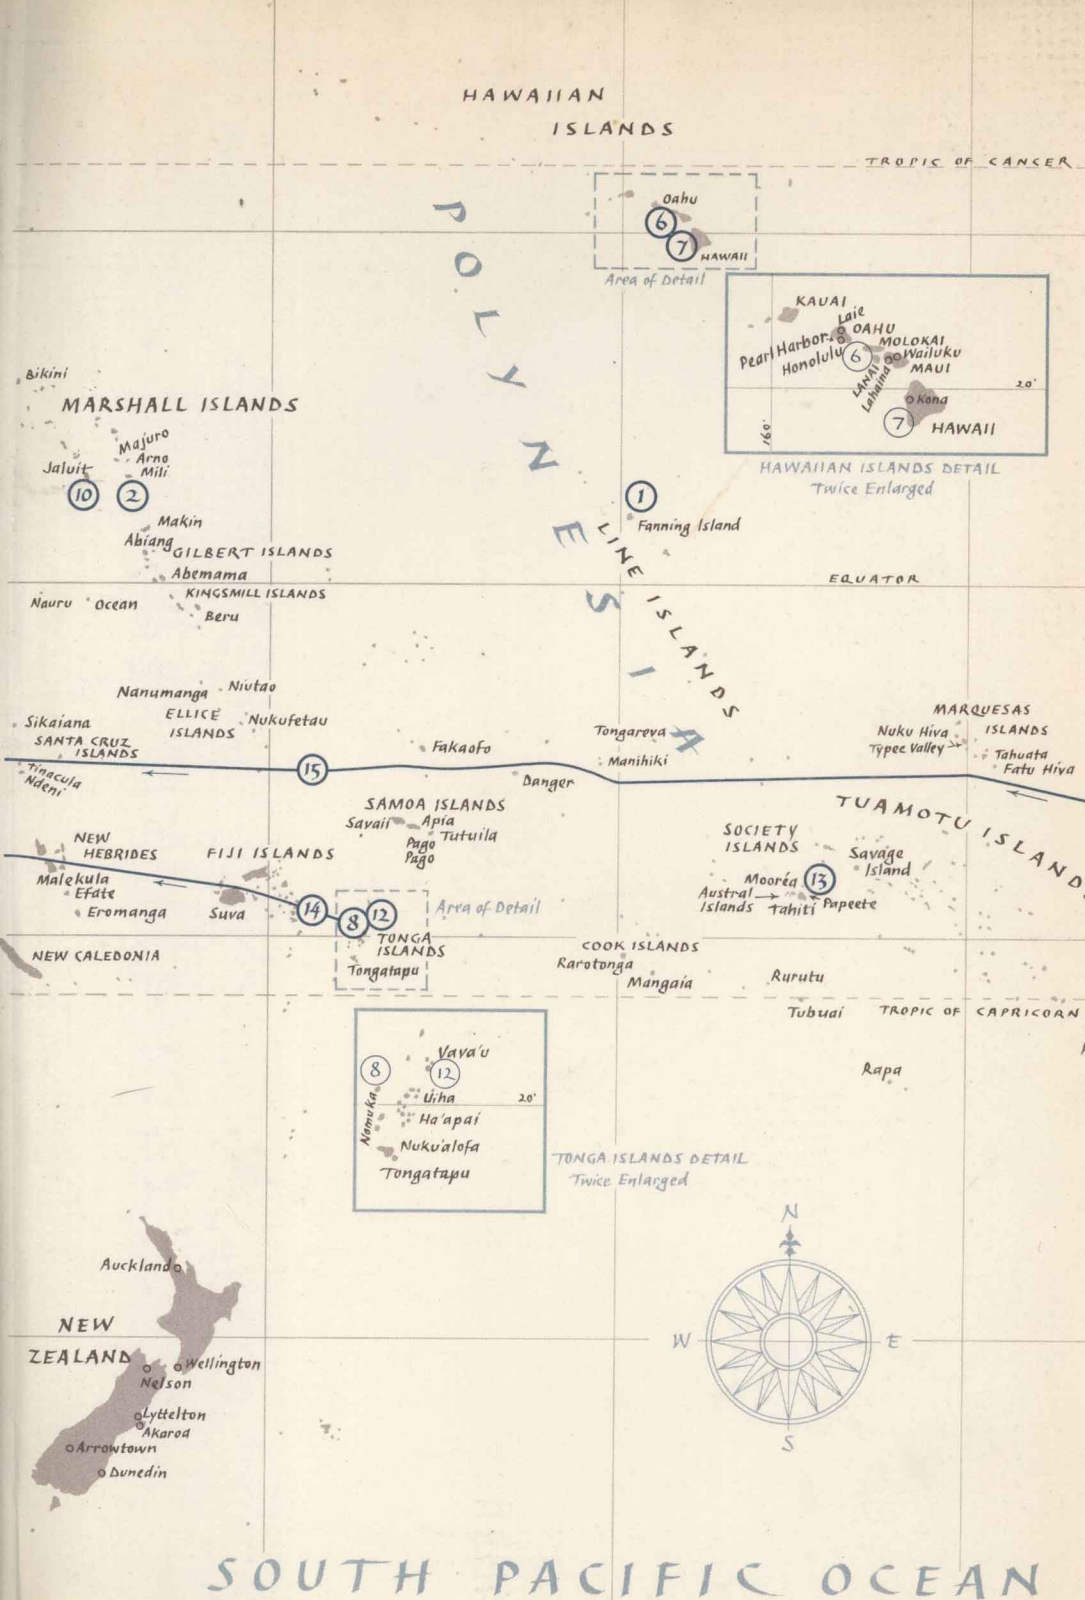 HAWAIIAN
ISLANDS
TROPIC OF CANCER
POLYNESIA
Oahu
6
7
HAWAII
Area of Detail
KAUAI
Laie
OAHU
Pearl Harbor
MOLOKAI
Honolulu
6
Wailuku
MAUI
LANAI
Lahaina
20°
Kona
7
HAWAII
160°
HAWAIIAN ISLANDS DETAIL
Twice Enlarged
Bikini
MARSHALL ISLANDS
Majuro
Arno
Jaluit
Mili
10
2
1
Makin
Fanning Island
Abiang
GILBERT ISLANDS
LINE ISLANDS
Abemama
EQUATOR
KINGSMILL ISLANDS
Nauru
Ocean
Beru
Nanumanga
Niutao
ELLICE
ISLANDS
Nukufetau
Sikaiana
SANTA CRUZ
ISLANDS
Tinacula
Ndeni
15
Fakaofo
Danger
Tongareva
Manihiki
MARQUESAS
ISLANDS
Nuku Hiva
Typee Valley
Tahuata
Fatu Hiva
TUAMOTU ISLANDS
SAMOA ISLANDS
Savaii
Apia
Tutuila
Pago
Pago
SOCIETY
ISLANDS
Savage
Island
Mooréa
13
Austral
Islands
Tahiti
Papeete
NEW
HEBRIDES
FIJI ISLANDS
Malekula
Efate
Eromanga
Suva
14
8
12
Area of Detail
TONGA
ISLANDS
Tongatapu
NEW CALEDONIA
COOK ISLANDS
Rarotonga
Mangaia
Rurutu
Tubuai
TROPIC OF CAPRICORN
Rapa
Vava'u
8
12
Uiha
20°
Nomuka
Ha'apai
Nuku'alofa
Tongatapu
TONGA ISLANDS DETAIL
Twice Enlarged
N
W
E
S
Auckland
NEW
ZEALAND
Wellington
Nelson
Lyttelton
Akaroa
Arrowtown
Dunedin
SOUTH PACIFIC OCEAN